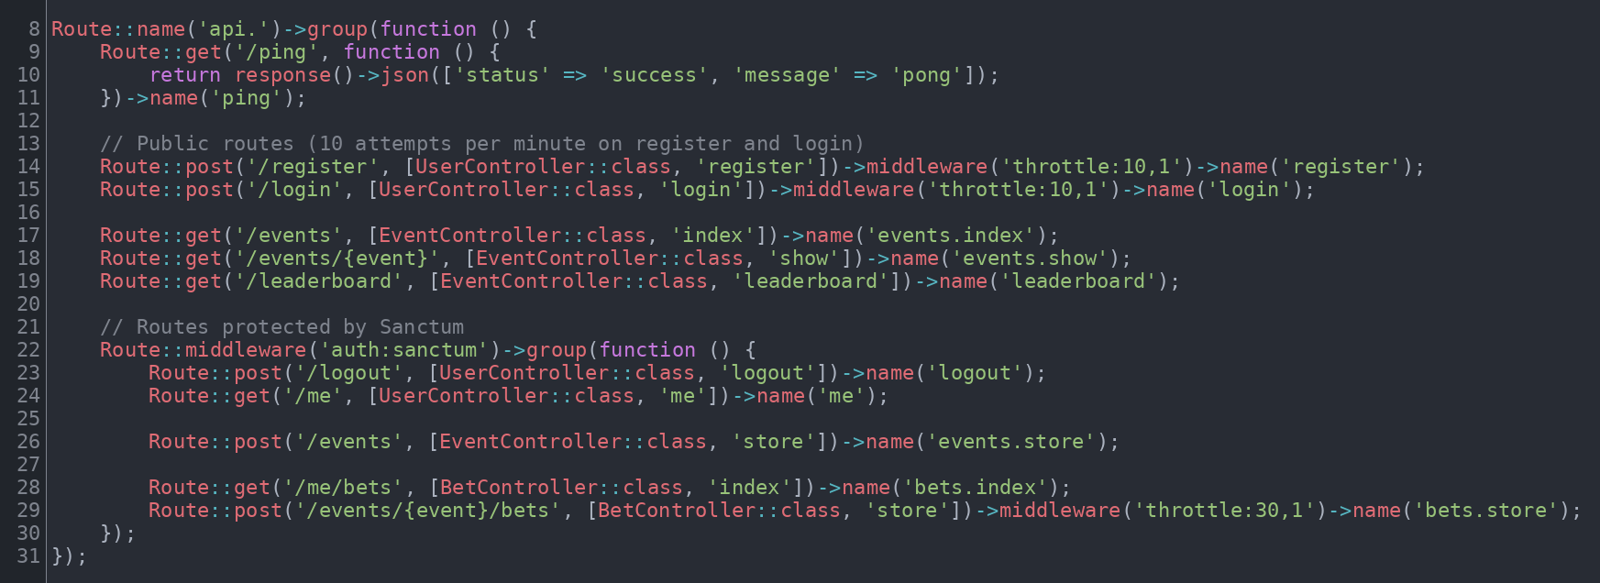 8 Route::name('api.')->group(function () {
9     Route::get('/ping', function () {
10         return response()->json(['status' => 'success', 'message' => 'pong']);
11     })->name('ping');
12
13     // Public routes (10 attempts per minute on register and login)
14     Route::post('/register', [UserController::class, 'register'])->middleware('throttle:10,1')->name('register');
15     Route::post('/login', [UserController::class, 'login'])->middleware('throttle:10,1')->name('login');
16
17     Route::get('/events', [EventController::class, 'index'])->name('events.index');
18     Route::get('/events/{event}', [EventController::class, 'show'])->name('events.show');
19     Route::get('/leaderboard', [EventController::class, 'leaderboard'])->name('leaderboard');
20
21     // Routes protected by Sanctum
22     Route::middleware('auth:sanctum')->group(function () {
23         Route::post('/logout', [UserController::class, 'logout'])->name('logout');
24         Route::get('/me', [UserController::class, 'me'])->name('me');
25
26         Route::post('/events', [EventController::class, 'store'])->name('events.store');
27
28         Route::get('/me/bets', [BetController::class, 'index'])->name('bets.index');
29         Route::post('/events/{event}/bets', [BetController::class, 'store'])->middleware('throttle:30,1')->name('bets.store');
30     });
31 });